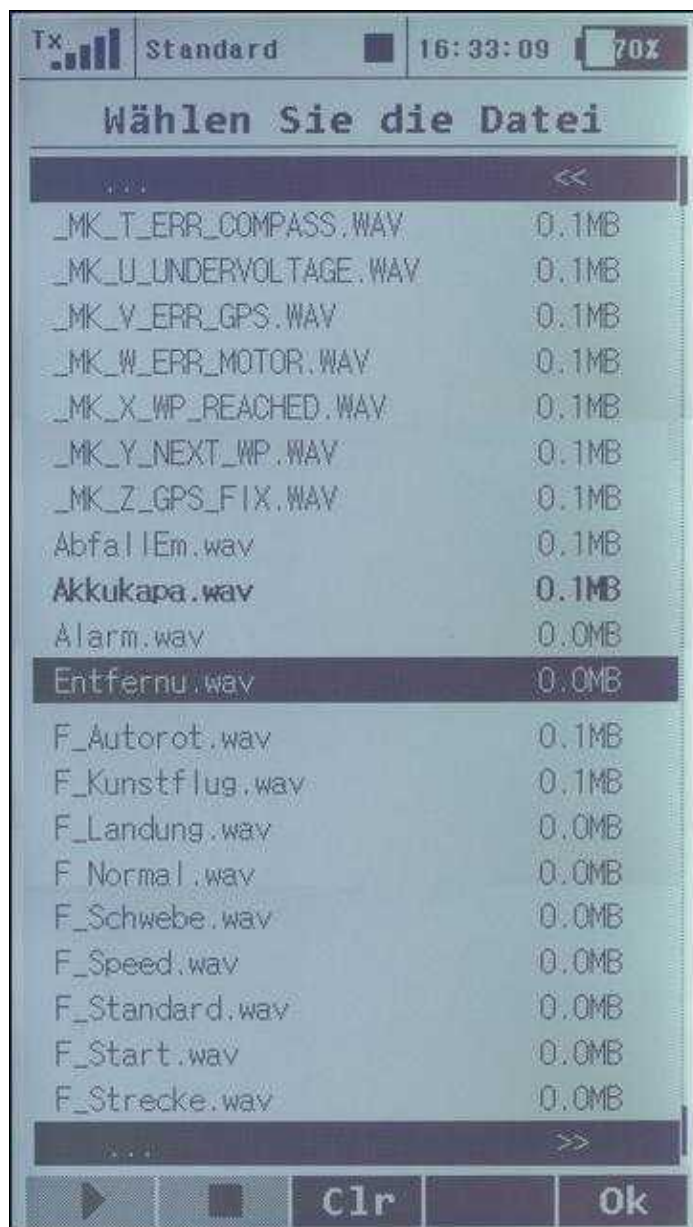 Tx Standard 16:33:09 70%
Wählen Sie die Datei
... <<
_MK_T_ERR_COMPASS.WAV 0.1MB
_MK_U_UNDERVOLTAGE.WAV 0.1MB
_MK_V_ERR_GPS.WAV 0.1MB
_MK_W_ERR_MOTOR.WAV 0.1MB
_MK_X_WP_REACHED.WAV 0.1MB
_MK_Y_NEXT_WP.WAV 0.1MB
_MK_Z_GPS_FIX.WAV 0.1MB
AbfallEm.wav 0.1MB
Akkukapa.wav 0.1MB
Alarm.wav 0.0MB
Entfernu.wav 0.0MB
F_Autorot.wav 0.1MB
F_Kunstflug.wav 0.1MB
F_Landung.wav 0.0MB
F Normal.wav 0.0MB
F_Schwebe.wav 0.0MB
F_Speed.wav 0.0MB
F_Standard.wav 0.0MB
F_Start.wav 0.0MB
F_Strecke.wav 0.0MB
... >>
Clr Ok